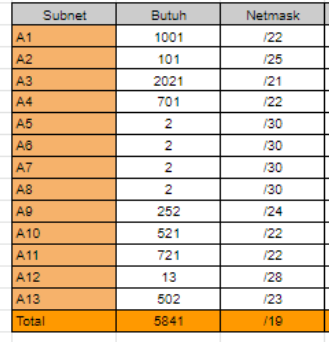 Subnet Butuh Netmask
A1 1001 /22
A2 101 /25
A3 2021 /21
A4 701 /22
A5 2 /30
A6 2 /30
A7 2 /30
A8 2 /30
A9 252 /24
A10 521 /22
A11 721 /22
A12 13 /28
A13 502 /23
Total 5841 /19